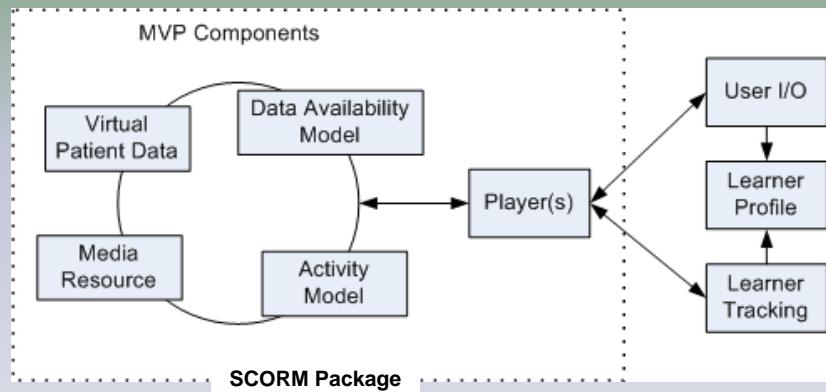 MVP Components
Virtual
Patient Data
Data Availability
Model
Media
Resource
Activity
Model
Player(s)
User I/O
Learner
Profile
Learner
Tracking
SCORM Package